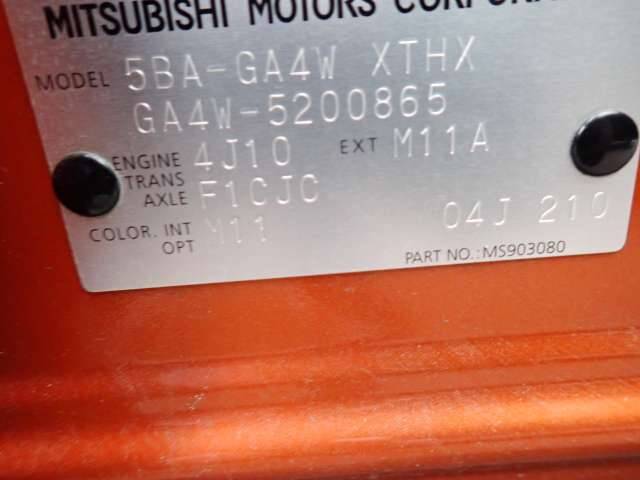 MITSUBISHI MOTORS CORPORA
MODEL 5BA-GA4W XTHX
GA4W-5200865
ENGINE 4J10 EXT M11A
TRANS AXLE F1CJC
COLOR. INT M11 04J 210
OPT PART NO.:MS903080